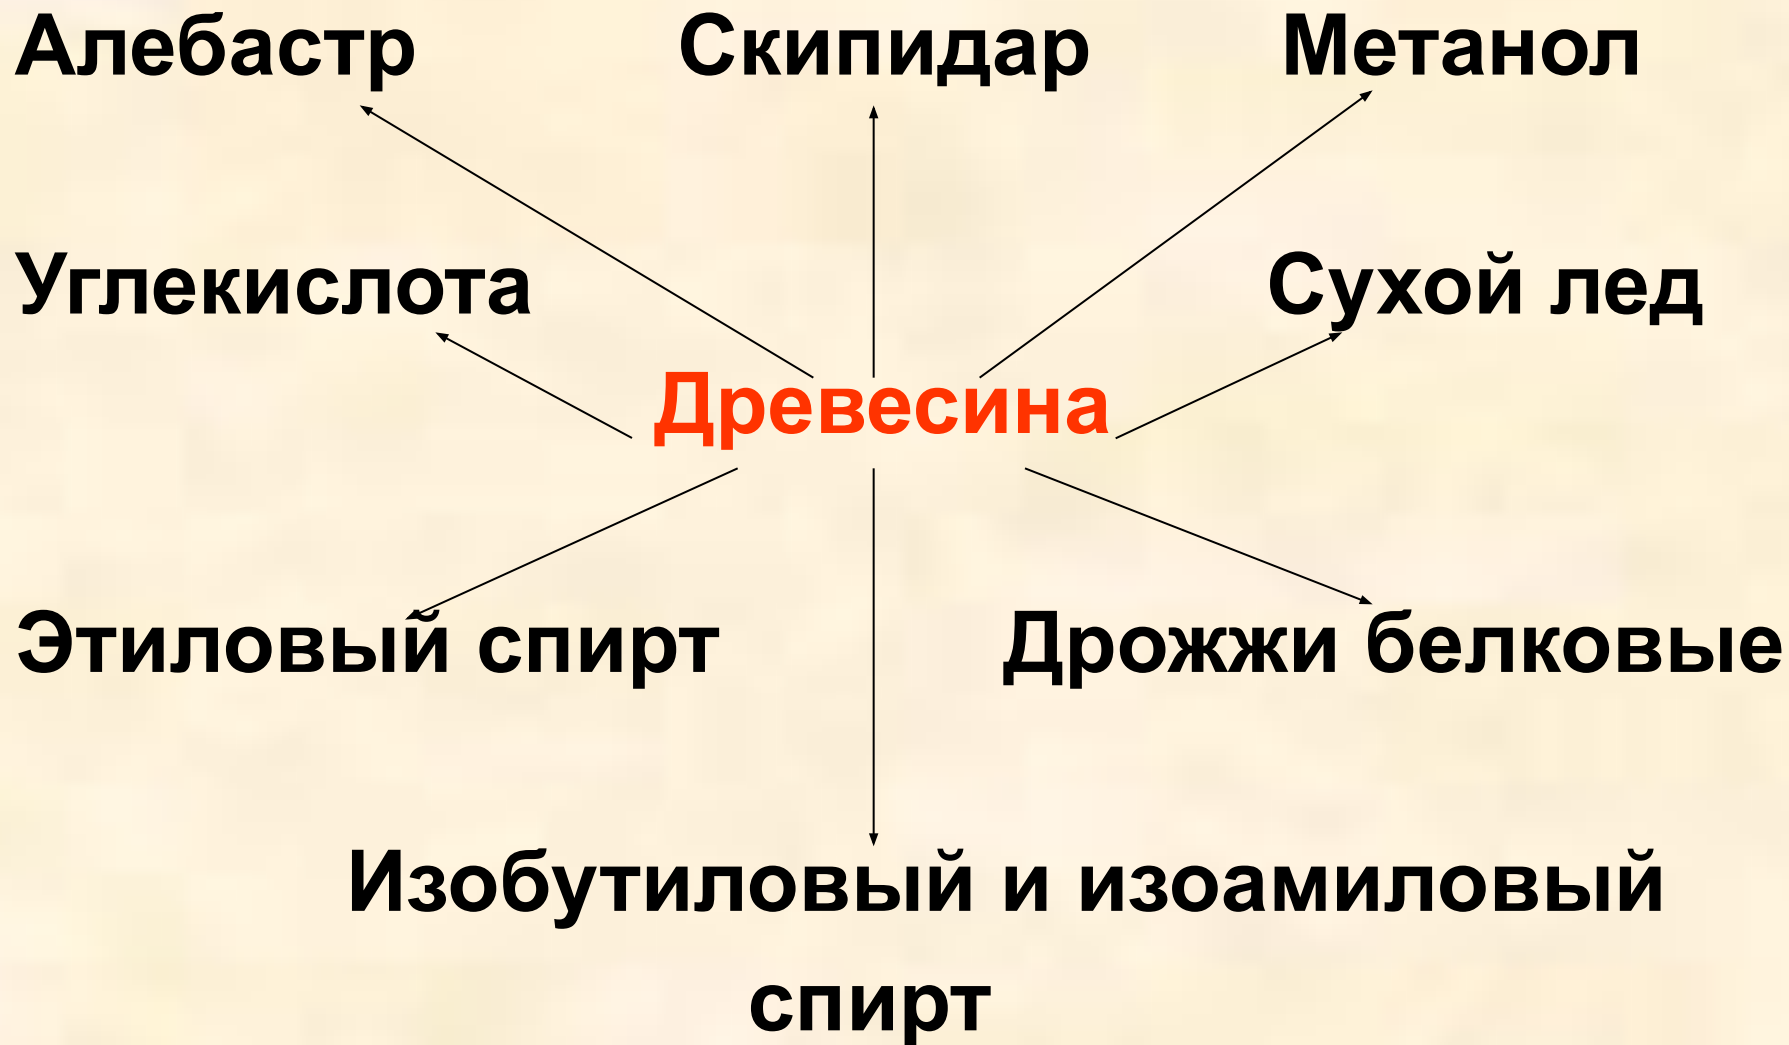 Алебастр Скипидар Метанол
Углекислота Сухой лед
Древесина
Этиловый спирт Дрожжи белковые
Изобутиловый и изоамиловый
спирт